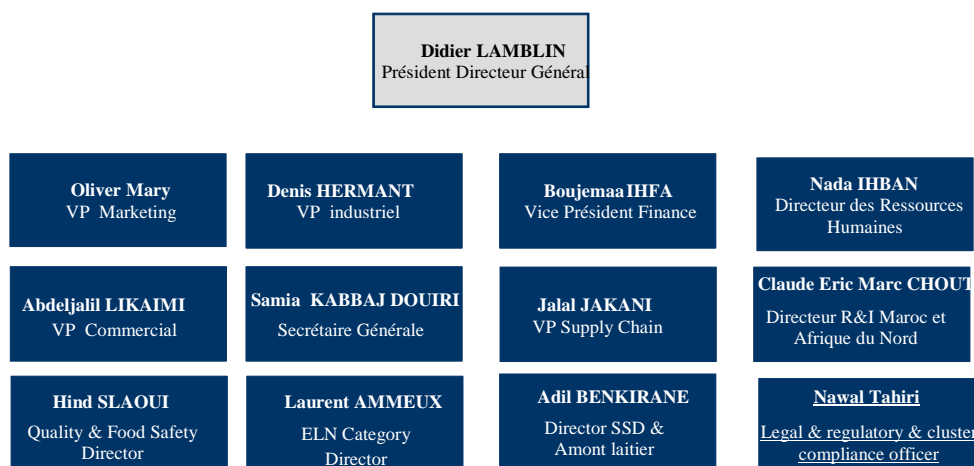 Didier LAMBLIN
Président Directeur Général
Oliver Mary
VP Marketing
Denis HERMANT
VP industriel
Boujemaa IHFA
Vice Président Finance
Nada IHBAN
Directeur des Ressources
Humaines
Abdeljalil LIKAIMI
VP Commercial
Samia KABBAJ DOUIRI
Secrétaire Générale
Jalal JAKANI
VP Supply Chain
Claude Eric Marc CHOUT
Directeur R&I Maroc et
Afrique du Nord
Hind SLAOUI
Quality & Food Safety
Director
Laurent AMMEUX
ELN Category
Director
Adil BENKIRANE
Director SSD &
Amont laitier
Nawal Tahiri
Legal & regulatory & cluster
compliance officer